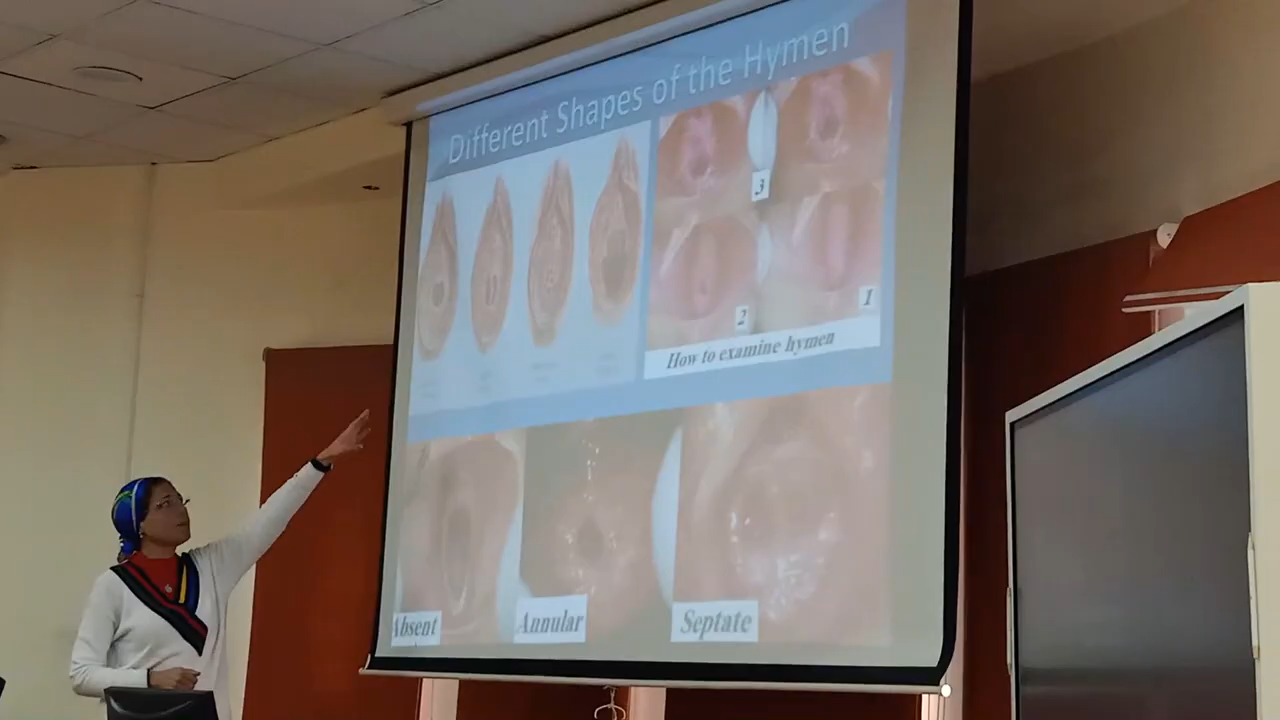 Different Shapes of the Hymen
3
2
1
How to examine hymen
Absent
Annular
Septate